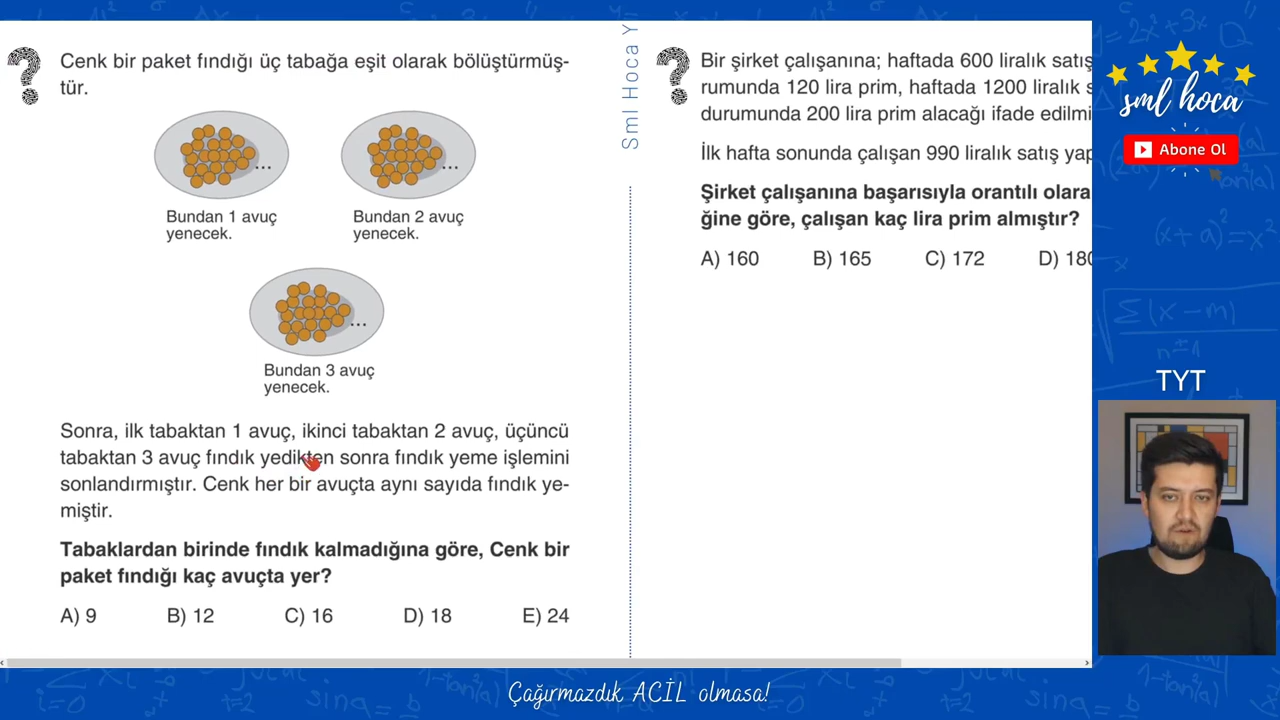 Cenk bir paket fındığı üç tabağa eşit olarak bölüştürmüş-
tür.
...
...
Bundan 1 avuç
yenecek.
Bundan 2 avuç
yenecek.
...
Bundan 3 avuç
yenecek.
Sonra, ilk tabaktan 1 avuç, ikinci tabaktan 2 avuç, üçüncü
tabaktan 3 avuç fındık yedikten sonra fındık yeme işlemini
sonlandırmıştır. Cenk her bir avuçta aynı sayıda fındık ye-
miştir.
Tabaklardan birinde fındık kalmadığına göre, Cenk bir
paket fındığı kaç avuçta yer?
A) 9 B) 12 C) 16 D) 18 E) 24
Sml Hoca Y
Bir şirket çalışanına; haftada 600 liralık satış
rumunda 120 lira prim, haftada 1200 liralık s
durumunda 200 lira prim alacağı ifade edilmi
İlk hafta sonunda çalışan 990 liralık satış yap
Şirket çalışanına başarısıyla orantılı olara
ğine göre, çalışan kaç lira prim almıştır?
A) 160 B) 165 C) 172 D) 180
sml hoca
Abone Ol
(x+a)²=x²
Σ(x-m)
TYT
Çağırmazdık ACİL olmasa!